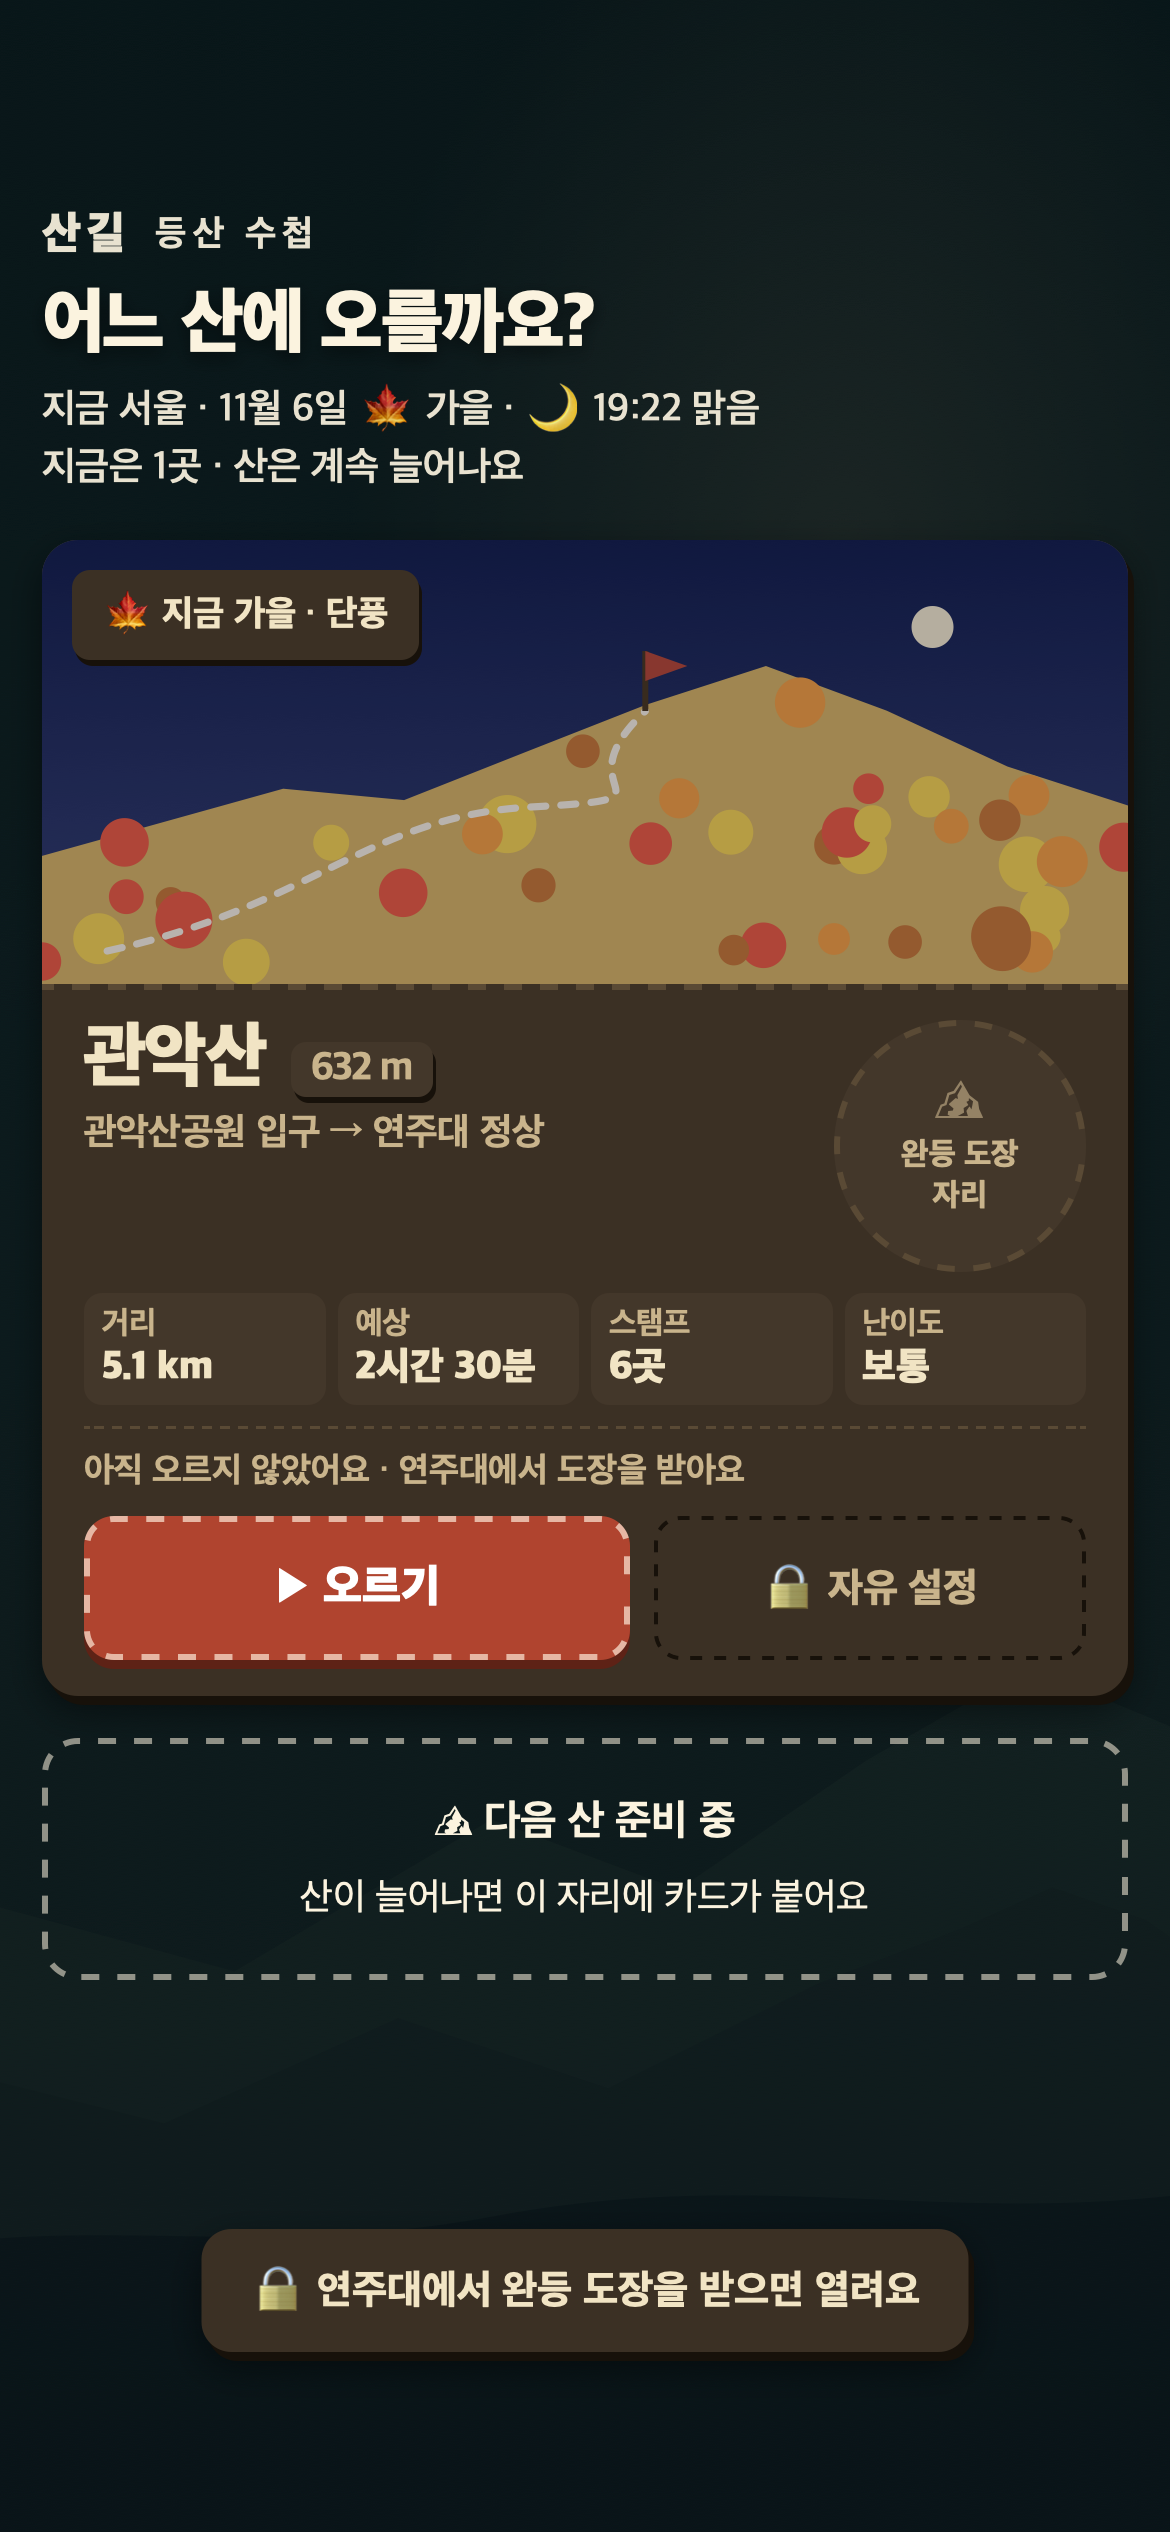 산길 등산 수첩
어느 산에 오를까요?
지금 서울 · 11월 6일 🍁 가을 · 🌙 19:22 맑음
지금은 1곳 · 산은 계속 늘어나요
🍁 지금 가을 · 단풍
관악산 632 m
관악산공원 입구 → 연주대 정상
완등 도장
자리
거리 예상 스탬프 난이도
5.1 km 2시간 30분 6곳 보통
아직 오르지 않았어요 · 연주대에서 도장을 받아요
▶ 오르기 🔒 자유 설정
🏔 다음 산 준비 중
산이 늘어나면 이 자리에 카드가 붙어요
🔒 연주대에서 완등 도장을 받으면 열려요